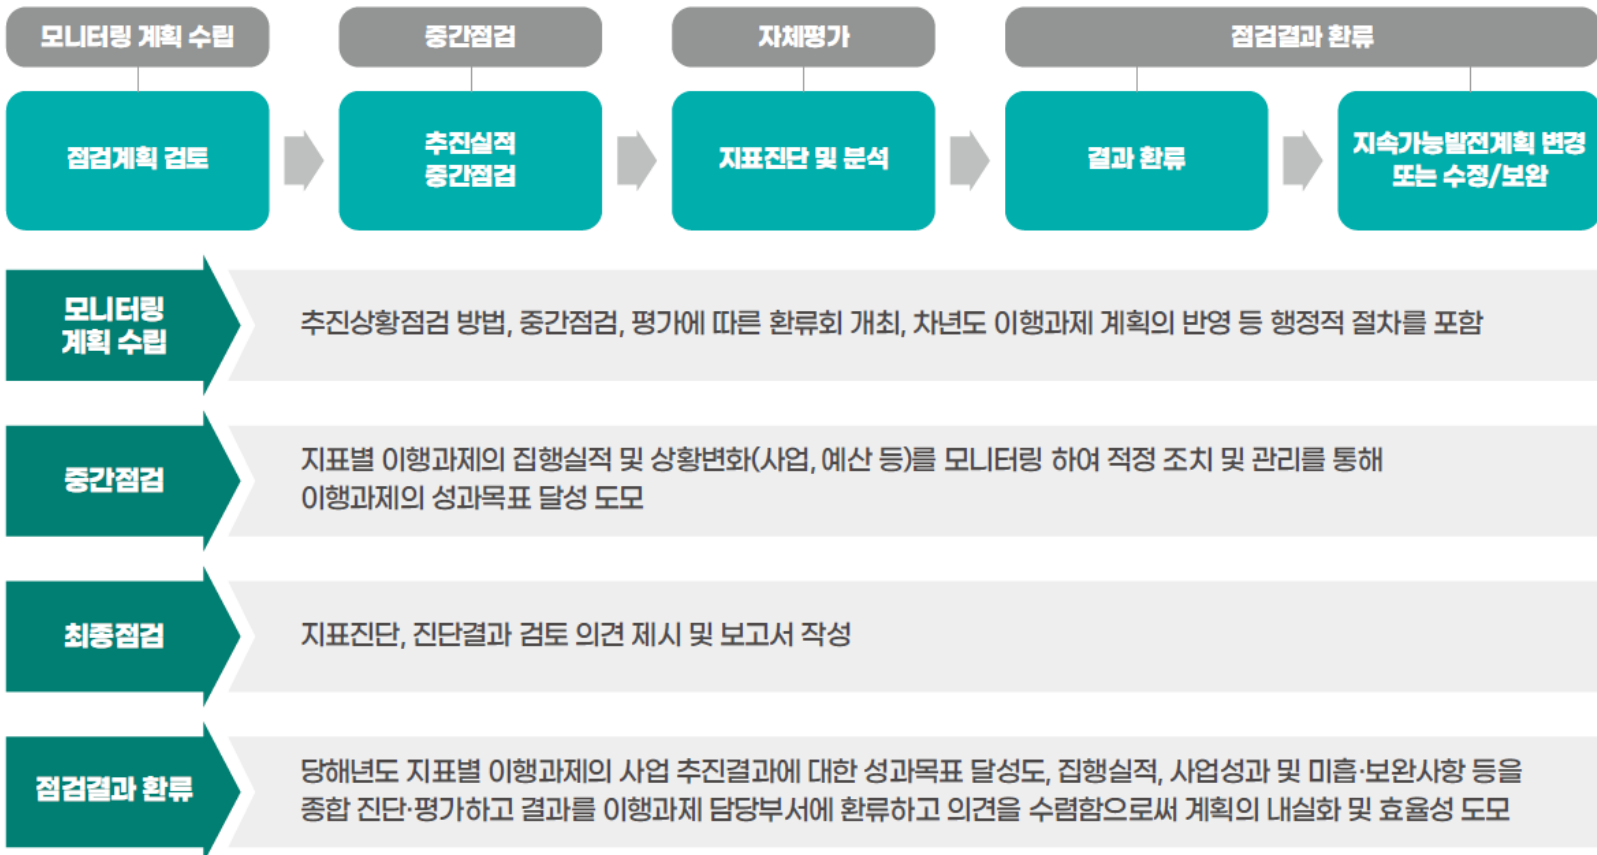 모니터링 계획 수립
중간점검
자체평가
점검결과 환류
점검계획 검토
추진실적
중간점검
지표진단 및 분석
결과 환류
지속가능발전계획 변경
또는 수정/보완
모니터링
계획 수립
추진상황점검 방법, 중간점검, 평가에 따른 환류회 개최, 차년도 이행과제 계획의 반영 등 행정적 절차를 포함
중간점검
지표별 이행과제의 집행실적 및 상황변화(사업, 예산 등)를 모니터링 하여 적정 조치 및 관리를 통해
이행과제의 성과목표 달성 도모
최종점검
지표진단, 진단결과 검토 의견 제시 및 보고서 작성
점검결과 환류
당해년도 지표별 이행과제의 사업 추진결과에 대한 성과목표 달성도, 집행실적, 사업성과 및 미흡·보완사항 등을
종합 진단·평가하고 결과를 이행과제 담당부서에 환류하고 의견을 수렴함으로써 계획의 내실화 및 효율성 도모